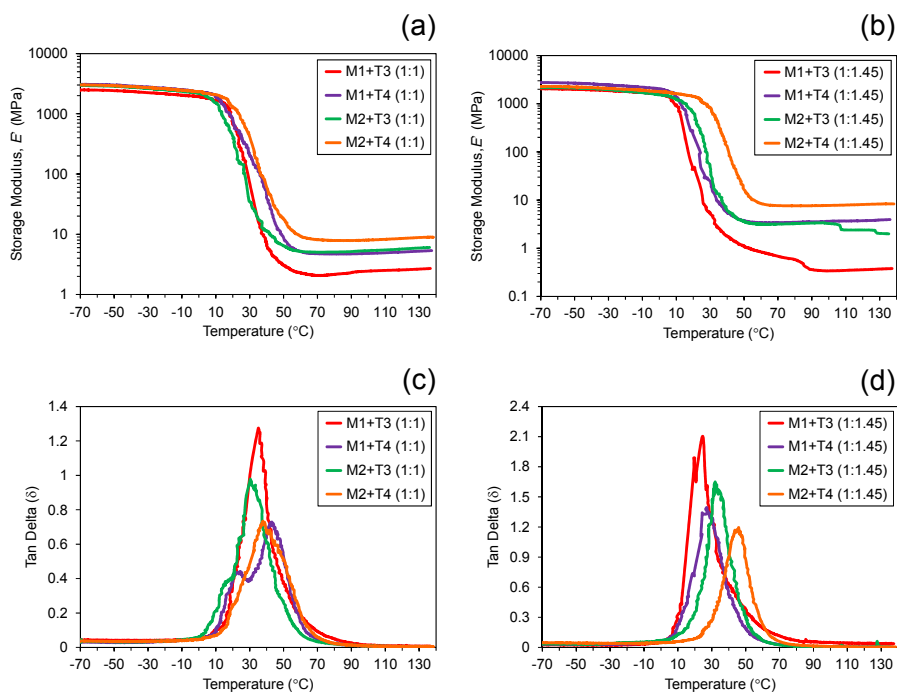 (a)
10000
1000
100
10
1
-70 -50 -30 -10 10 30 50 70 90 110 130
Storage Modulus, E' (MPa)
Temperature (°C)
M1+T3 (1:1)
M1+T4 (1:1)
M2+T3 (1:1)
M2+T4 (1:1)
(b)
10000
1000
100
10
1
0.1
-70 -50 -30 -10 10 30 50 70 90 110 130
Storage Modulus, E' (MPa)
Temperature (°C)
M1+T3 (1:1.45)
M1+T4 (1:1.45)
M2+T3 (1:1.45)
M2+T4 (1:1.45)
(c)
1.4
1.2
1
0.8
0.6
0.4
0.2
0
-70 -50 -30 -10 10 30 50 70 90 110 130
Tan Delta (δ)
Temperature (°C)
M1+T3 (1:1)
M1+T4 (1:1)
M2+T3 (1:1)
M2+T4 (1:1)
(d)
2.4
2.1
1.8
1.5
1.2
0.9
0.6
0.3
0
-70 -50 -30 -10 10 30 50 70 90 110 130
Tan Delta (δ)
Temperature (°C)
M1+T3 (1:1.45)
M1+T4 (1:1.45)
M2+T3 (1:1.45)
M2+T4 (1:1.45)